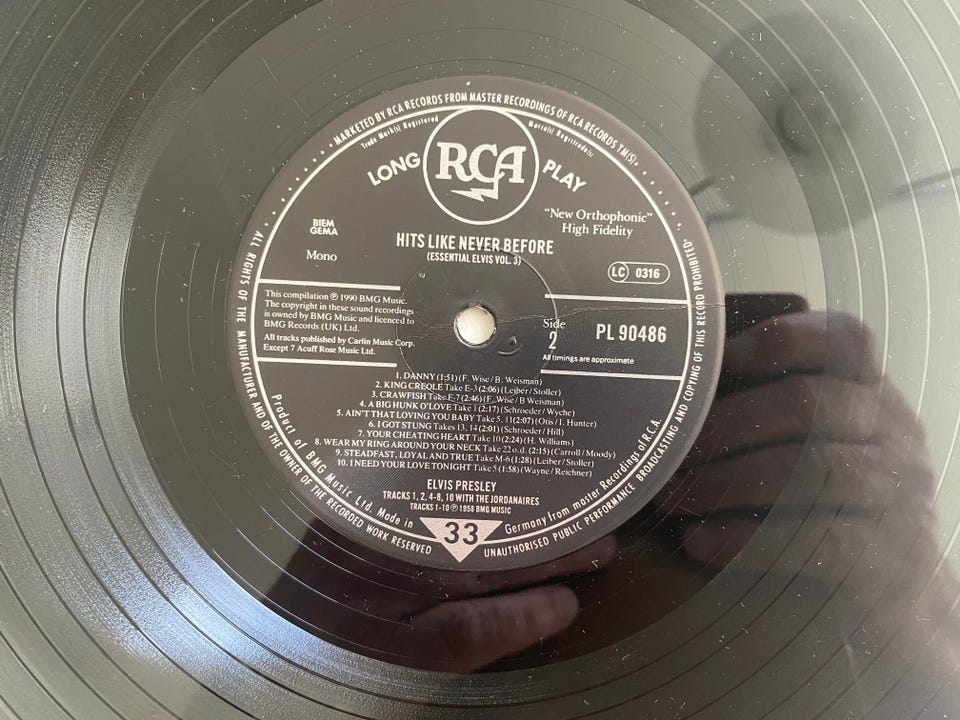 MARKETED BY RCA RECORDS FROM MASTER RECORDINGS OF RCA RECORDS TM(S)
Trade Mark(s) Registered
Marca(s) Registrada(s)
LONG RCA PLAY
"New Orthophonic"
High Fidelity
BIEM
GEMA
Mono
HITS LIKE NEVER BEFORE
(ESSENTIAL ELVIS VOL. 3)
LC 0316
This compilation ℗ 1990 BMG Music.
The copyright in these sound recordings
is owned by BMG Music and licenced to
BMG Records (UK) Ltd.
All tracks published by Carlin Music Corp.
Except 7 Acuff Rose Music Ltd.
Side
2
PL 90486
All timings are approximate
1. DANNY (1:51) (F. Wise / B. Weisman)
2. KING CREOLE Take E-3 (2:06) (Leiber / Stoller)
3. CRAWFISH Take E-7 (2:46) (F. Wise / B Weisman)
4. A BIG HUNK O'LOVE Take 1 (2:17) (Schroeder / Wyche)
5. AIN'T THAT LOVING YOU BABY Take 5, 11 (2:07) (Otis / I. Hunter)
6. I GOT STUNG Takes 13, 14 (2:01) (Schroeder / Hill)
7. YOUR CHEATING HEART Take 10 (2:24) (H. Williams)
8. WEAR MY RING AROUND YOUR NECK Take 22 o.d. (2:15) (Carroll / Moody)
9. STEADFAST, LOYAL AND TRUE Take M-6 (1:28) (Leiber / Stoller)
10. I NEED YOUR LOVE TONIGHT Take 5 (1:58) (Wayne / Reichner)
ELVIS PRESLEY
TRACKS 1, 2, 4-8, 10 WITH THE JORDANAIRES
TRACKS 1-10 ℗ 1958 BMG MUSIC
33
Product of BMG Music Ltd. Made in Germany from master Recordings of R.C.A.
ALL RIGHTS OF THE MANUFACTURER AND OF THE OWNER OF THE RECORDED WORK RESERVED
UNAUTHORISED PUBLIC PERFORMANCE BROADCASTING AND COPYING OF THIS RECORD PROHIBITED